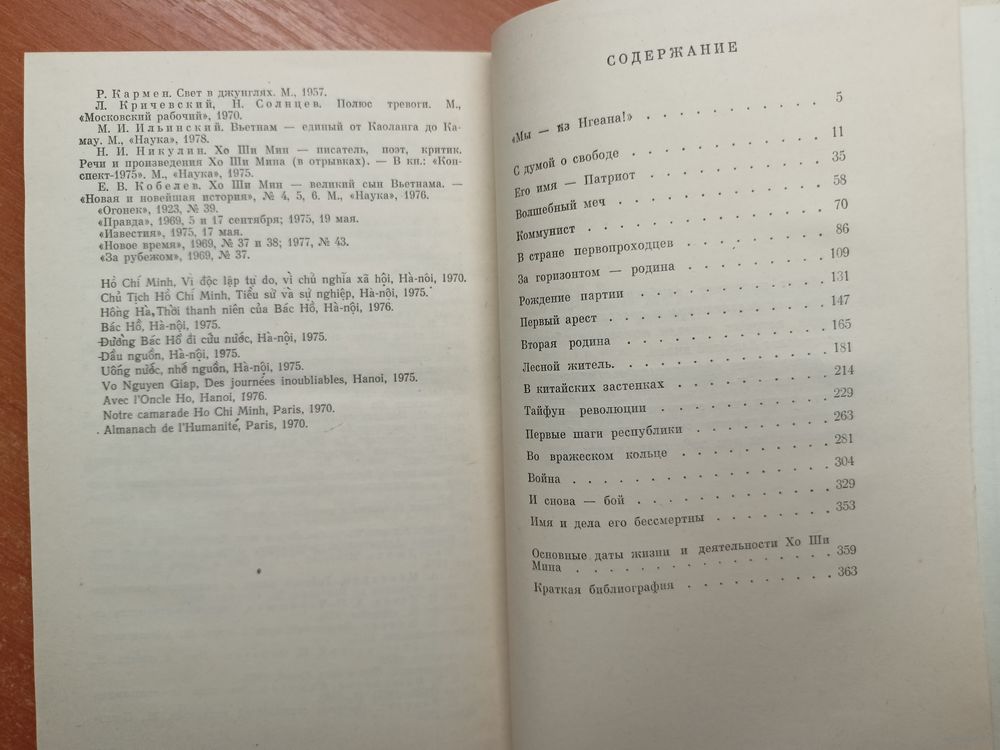 Р. Кармен. Свет в джунглях. М., 1957.
Л. Кричевский, Н. Солнцев. Полюс тревоги. М.,
«Московский рабочий», 1970.
М. И. Ильинский. Вьетнам — единый от Каоланга до Ка-
мау. М., «Наука», 1978.
Н. И. Никулин. Хо Ши Мин — писатель, поэт, критик.
Речи и произведения Хо Ши Мина (в отрывках). — В кн.: «Кон-
спект-1975». М., «Наука», 1975.
Е. В. Кобелев. Хо Ши Мин — великий сын Вьетнама. —
«Новая и новейшая история», № 4, 5, 6. М., «Наука», 1976.
«Огонек», 1923, № 39.
«Правда», 1969, 5 и 17 сентября; 1975, 19 мая.
«Известия», 1975, 17 мая.
«Новое время», 1969, № 37 и 38; 1977, № 43.
«За рубежом», 1969, № 37.
Hồ Chí Minh, Vì độc lập tự do, vì chủ nghĩa xã hội, Hà-nội, 1970.
Chủ Tịch Hồ Chí Minh, Tiểu sử và sự nghiệp, Hà-nội, 1975.
Hồng Hà, Thời thanh niên của Bác Hồ, Hà-nội, 1976.
Bác Hồ, Hà-nội, 1975.
Đường Bác Hồ đi cứu nước, Hà-nội, 1975.
Đầu nguồn, Hà-nội, 1975.
Uống nước, nhớ nguồn, Hà-nội, 1975.
Vo Nguyen Giap, Des journées inoubliables, Hanoi, 1975.
Avec l'Oncle Ho, Hanoi, 1976.
Notre camarade Ho Chi Minh, Paris, 1970.
Almanach de l'Humanité, Paris, 1970.
СОДЕРЖАНИЕ
«Мы — из Нгеана!» . . . . . . . . 5
С думой о свободе . . . . . . . . 11
Его имя — Патриот . . . . . . . . 35
Волшебный меч . . . . . . . . . 58
Коммунист . . . . . . . . . . 70
В стране первопроходцев . . . . . . 86
За горизонтом — родина . . . . . . 109
Рождение партии . . . . . . . . 131
Первый арест . . . . . . . . . 147
Вторая родина . . . . . . . . . 165
Лесной житель. . . . . . . . . . 181
В китайских застенках . . . . . . . 214
Тайфун революции . . . . . . . . 229
Первые шаги республики . . . . . . 263
Во вражеском кольце . . . . . . . 281
Война . . . . . . . . . . . . 304
И снова — бой . . . . . . . . . 329
Имя и дела его бессмертны . . . . . 353
Основные даты жизни и деятельности Хо Ши
Мина . . . . . . . . . . . . 359
Краткая библиография . . . . . . . 363